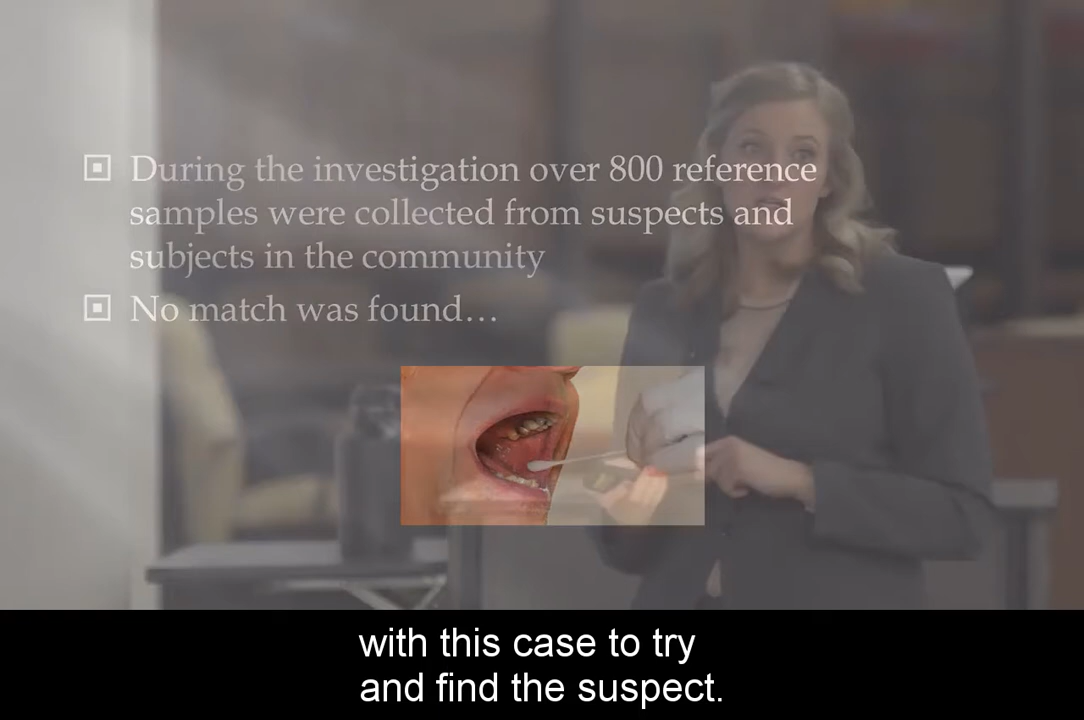 During the investigation over 800 reference
samples were collected from suspects and
subjects in the community
No match was found…
with this case to try
and find the suspect.